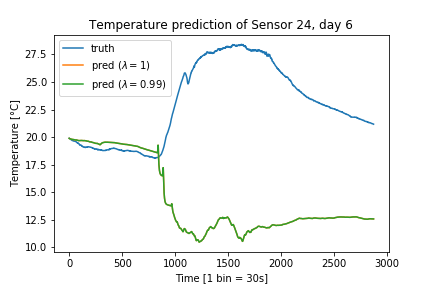 Temperature prediction of Sensor 24, day 6
truth
pred (λ = 1)
pred (λ = 0.99)
Temperature [°C]
27.5
25.0
22.5
20.0
17.5
15.0
12.5
10.0
0 500 1000 1500 2000 2500 3000
Time [1 bin = 30s]